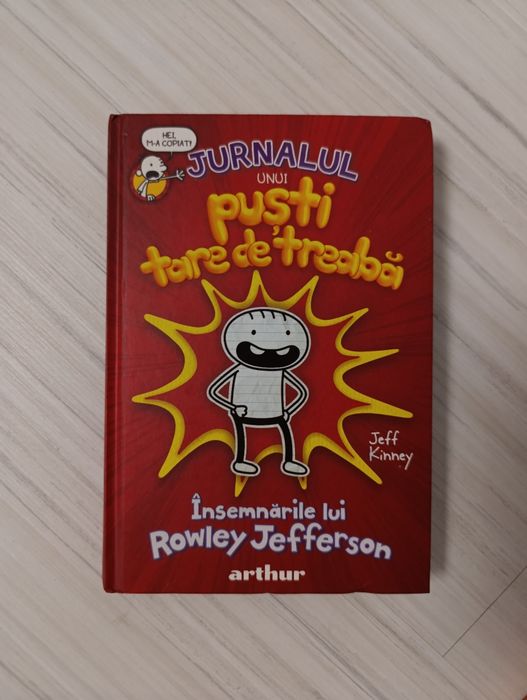 HEI,
M-A COPIAT!
JURNALUL
UNUI
puști
tare de treabă
Jeff
Kinney
Însemnările lui
Rowley Jefferson
arthur